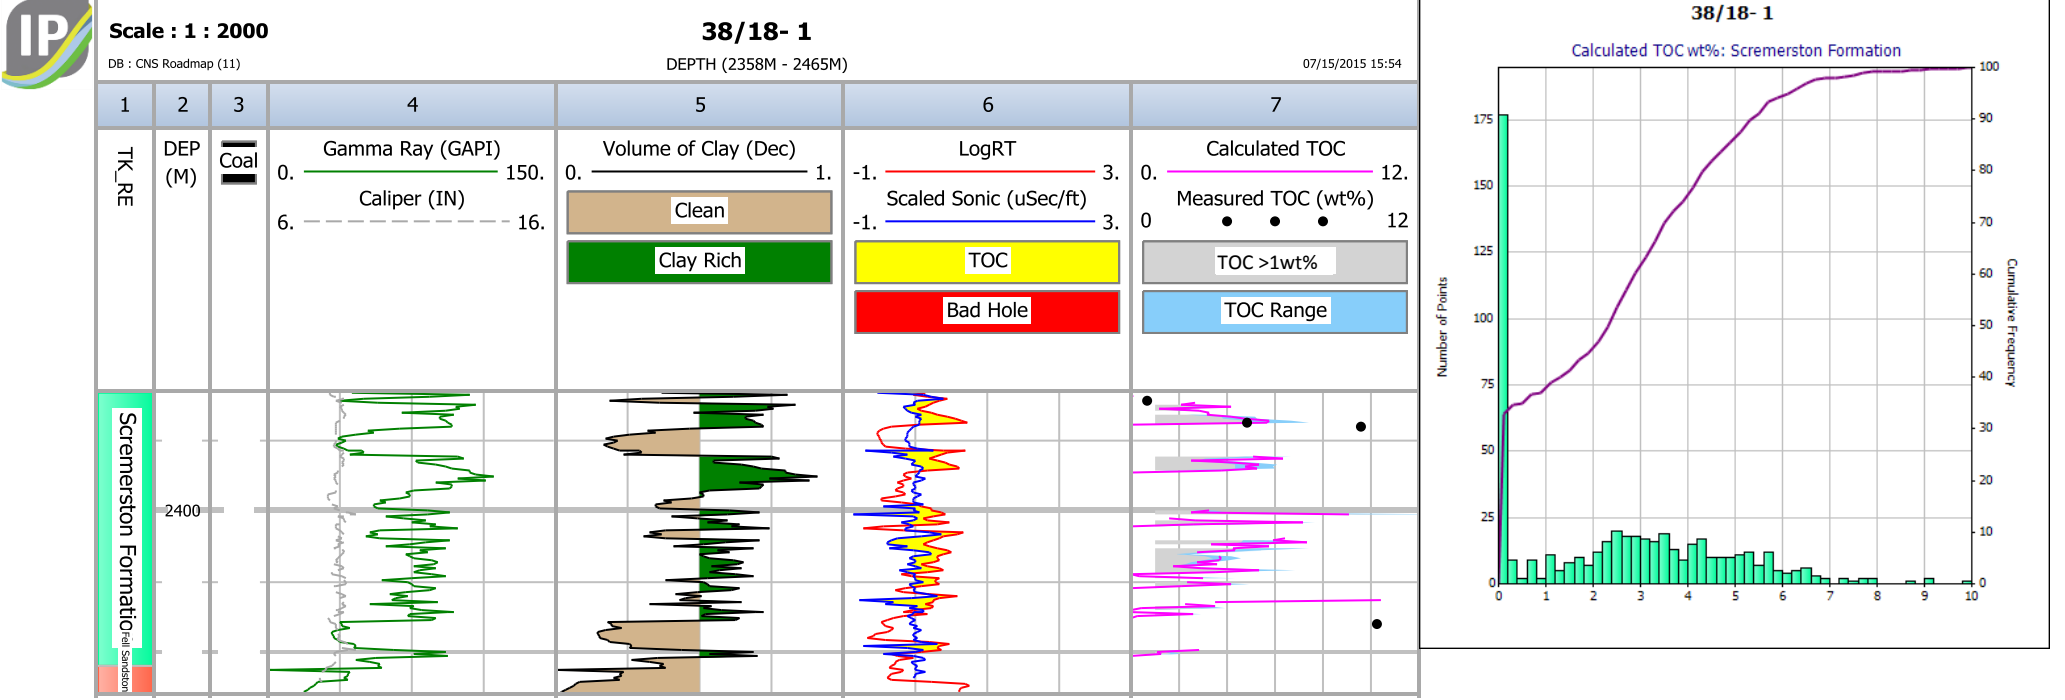 IP
Scale : 1 : 2000
38/18- 1
DB : CNS Roadmap (11)
DEPTH (2358M - 2465M)
07/15/2015 15:54
1 2 3 4 5 6 7
TK_RE
DEP
(M)
Coal
Gamma Ray (GAPI)
0. 150.
Caliper (IN)
6. 16.
Volume of Clay (Dec)
0. 1.
Clean
Clay Rich
LogRT
-1. 3.
Scaled Sonic (uSec/ft)
-1. 3.
TOC
Bad Hole
Calculated TOC
0. 12.
Measured TOC (wt%)
0 12
TOC >1wt%
TOC Range
Scremerston Formatio
Fell Sandston
2400
38/18- 1
Calculated TOC wt%: Scremerston Formation
Number of Points
175
150
125
100
75
50
25
0
0 1 2 3 4 5 6 7 8 9 10
100
90
80
70
60
50
40
30
20
10
0
Cumulative Frequency